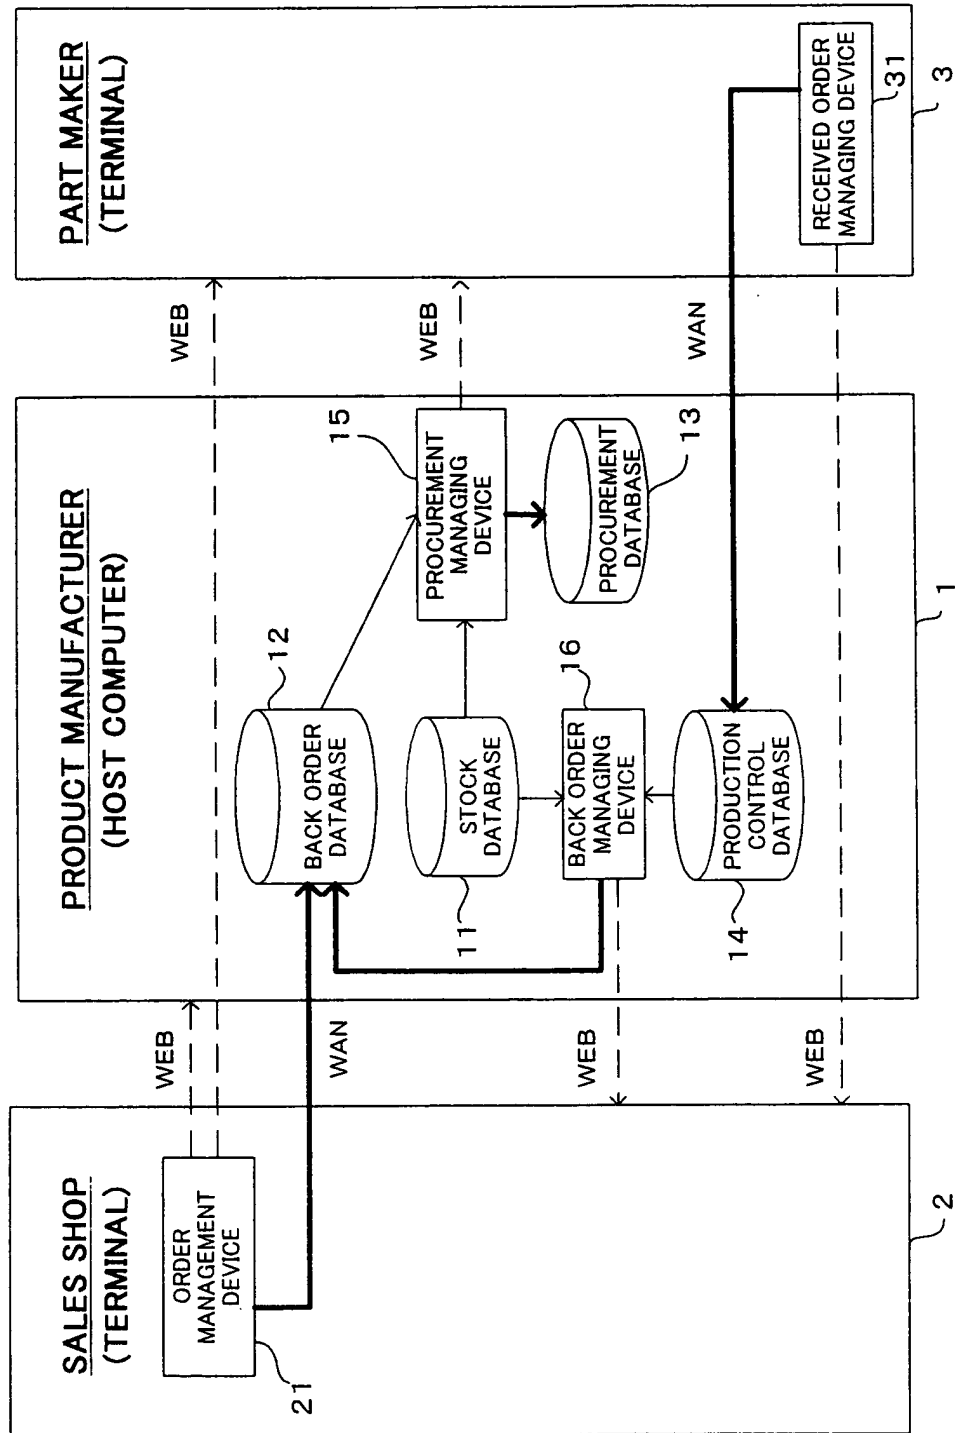 SALES SHOP
(TERMINAL)
ORDER
MANAGEMENT
DEVICE
21
2
WEB
WAN
WEB
WEB
PRODUCT MANUFACTURER
(HOST COMPUTER)
BACK ORDER
DATABASE
12
STOCK
DATABASE
11
BACK ORDER
MANAGING
DEVICE
16
PRODUCTION
CONTROL
DATABASE
14
PROCUREMENT
MANAGING
DEVICE
15
PROCUREMENT
DATABASE
13
1
WEB
WEB
WAN
PART MAKER
(TERMINAL)
RECEIVED ORDER
MANAGING DEVICE
31
3